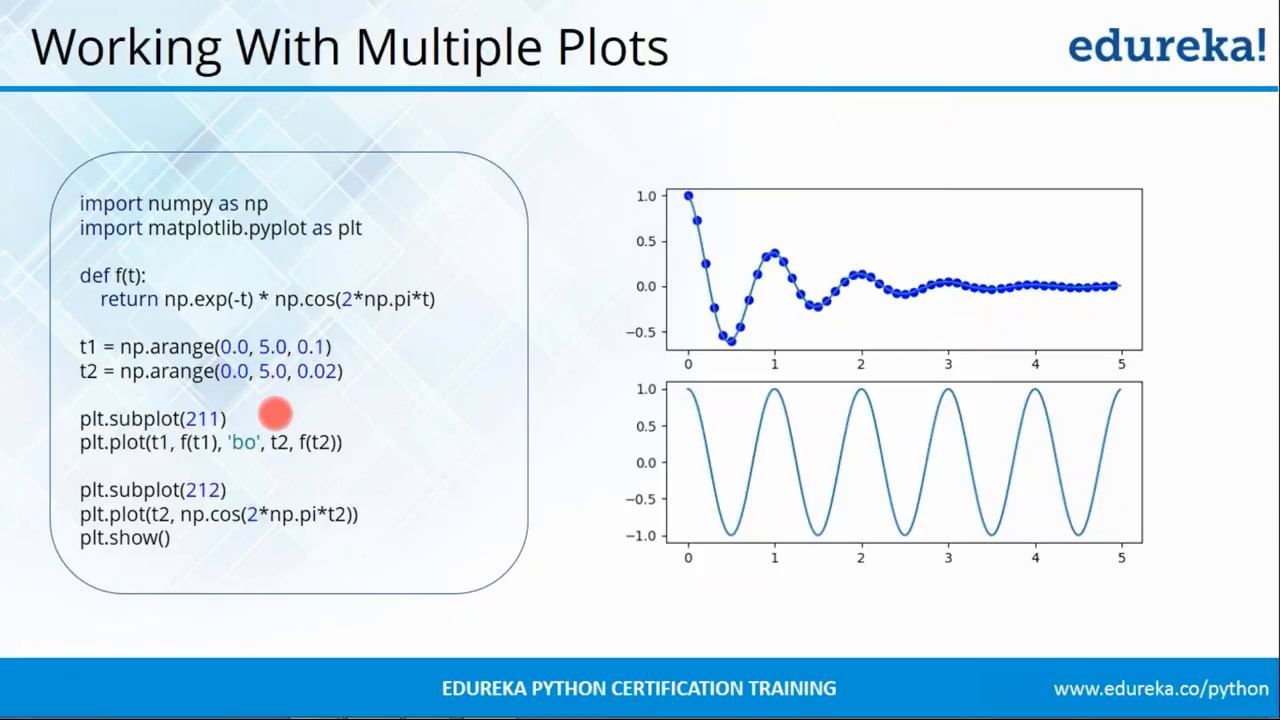 Working With Multiple Plots
edureka!
import numpy as np
import matplotlib.pyplot as plt
def f(t):
return np.exp(-t) * np.cos(2*np.pi*t)
t1 = np.arange(0.0, 5.0, 0.1)
t2 = np.arange(0.0, 5.0, 0.02)
plt.subplot(211)
plt.plot(t1, f(t1), 'bo', t2, f(t2))
plt.subplot(212)
plt.plot(t2, np.cos(2*np.pi*t2))
plt.show()
1.0
0.5
0.0
−0.5
0 1 2 3 4 5
1.0
0.5
0.0
−0.5
−1.0
0 1 2 3 4 5
EDUREKA PYTHON CERTIFICATION TRAINING
www.edureka.co/python